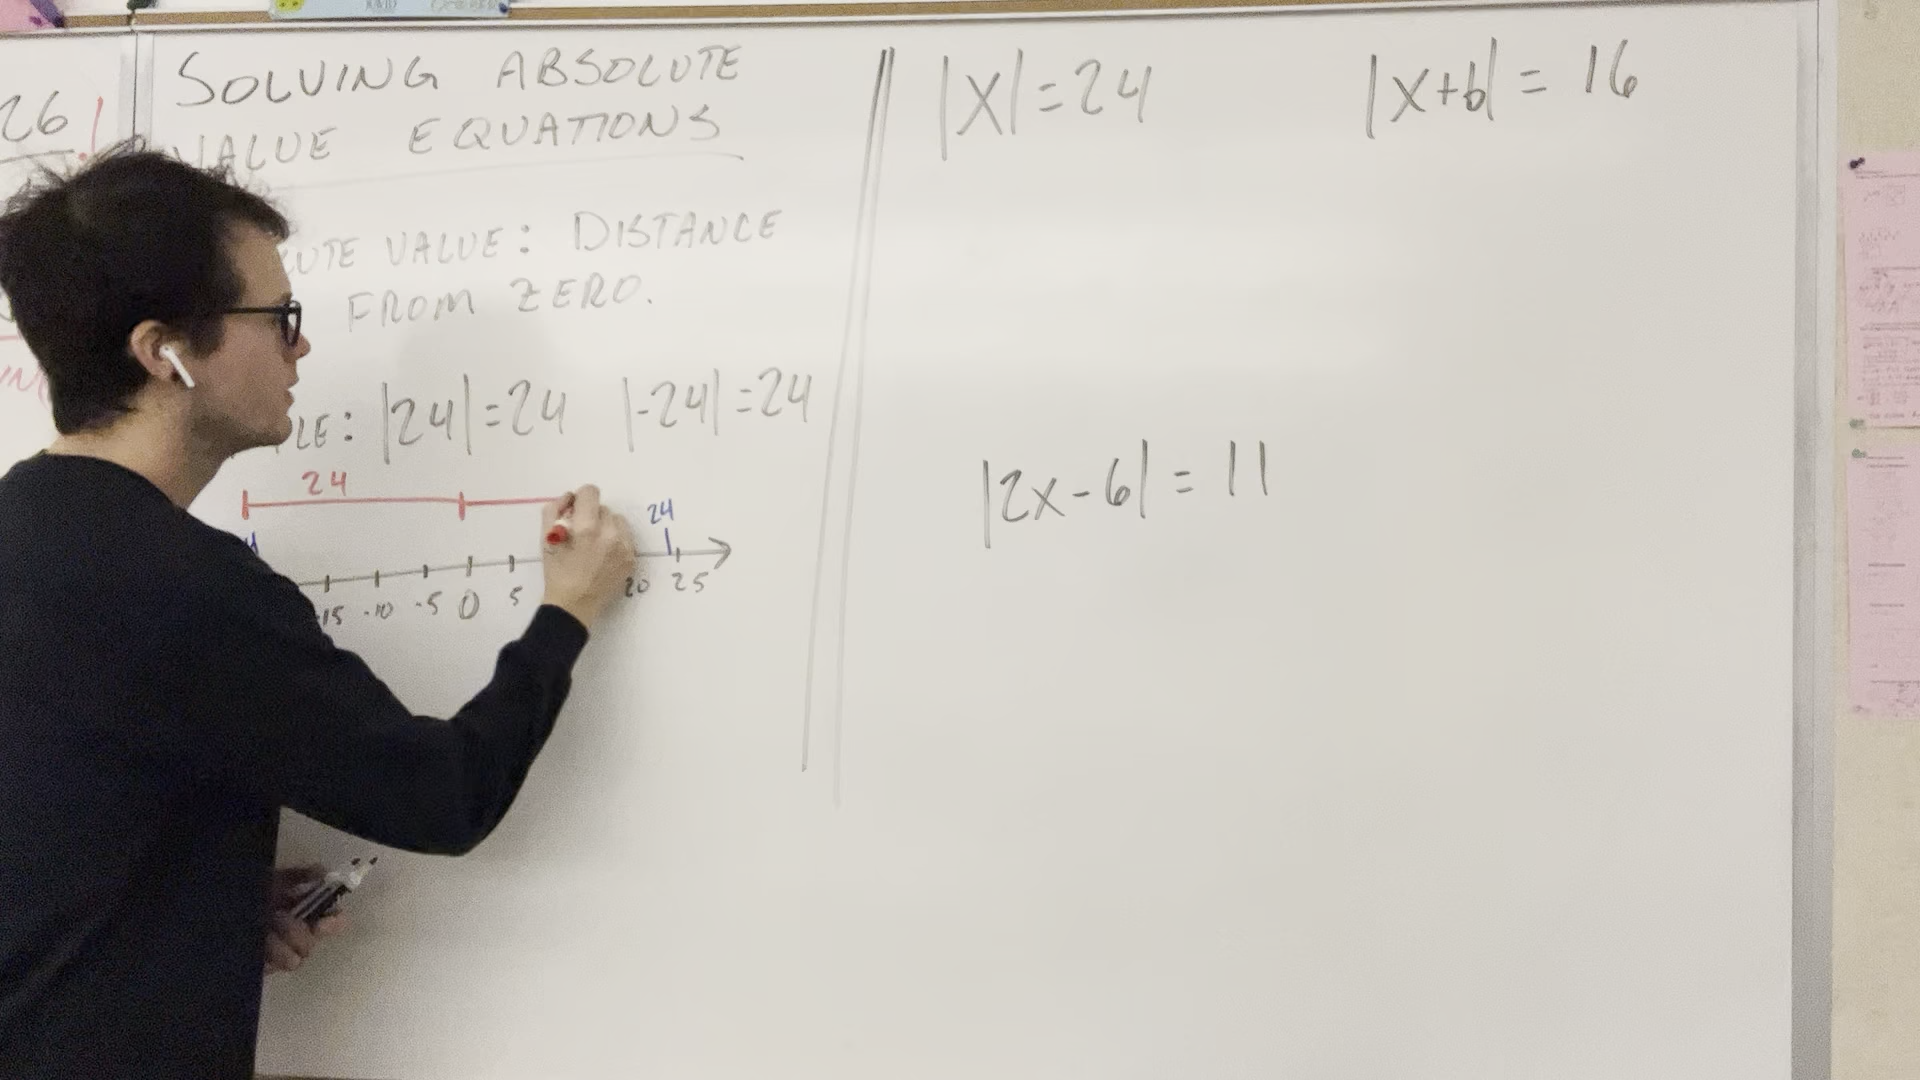 26!
SOLVING ABSOLUTE
VALUE EQUATIONS
UTE VALUE: DISTANCE
FROM ZERO.
LE: |24|=24 |-24|=24
24
24
-15 -10 -5 0 5 20 25
|X|=24
|X+6| = 16
|2X-6| = 11